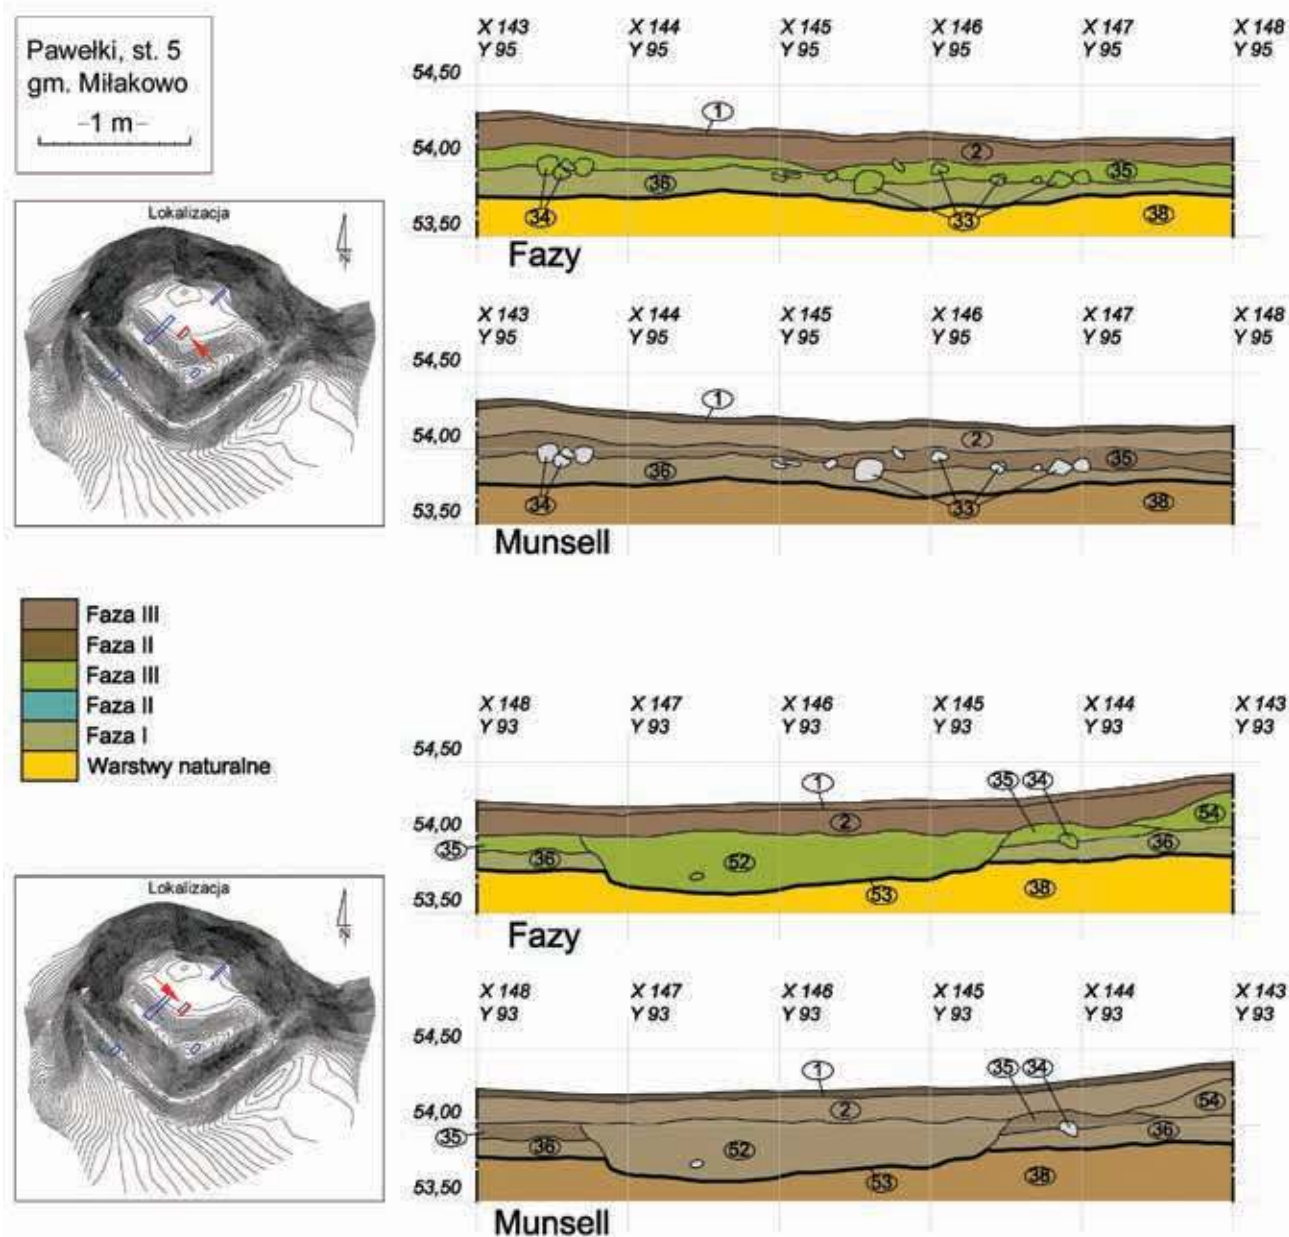 Pawełki, st. 5
gm. Miłakowo
1 m
Lokalizacja
N
X 143 X 144 X 145 X 146 X 147 X 148
Y 95 Y 95 Y 95 Y 95 Y 95 Y 95
54,50
1
54,00
2
36
35
34
33
38
53,50
Fazy
X 143 X 144 X 145 X 146 X 147 X 148
Y 95 Y 95 Y 95 Y 95 Y 95 Y 95
54,50
1
54,00
2
36
35
34
33
38
53,50
Munsell
Faza III
Faza II
Faza III
Faza II
Faza I
Warstwy naturalne
Lokalizacja
N
X 148 X 147 X 146 X 145 X 144 X 143
Y 93 Y 93 Y 93 Y 93 Y 93 Y 93
54,50
1 35 34
54,00
2
54
35
36
52
36
53
38
53,50
Fazy
X 148 X 147 X 146 X 145 X 144 X 143
Y 93 Y 93 Y 93 Y 93 Y 93 Y 93
54,50
1 35 34
54,00
2
54
35
36
52
36
53
38
53,50
Munsell